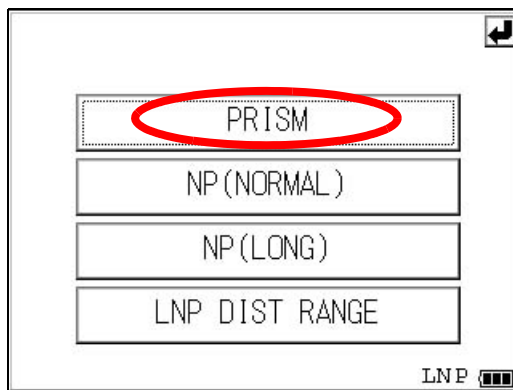 PRISM
NP(NORMAL)
NP(LONG)
LNP DIST RANGE
LNP